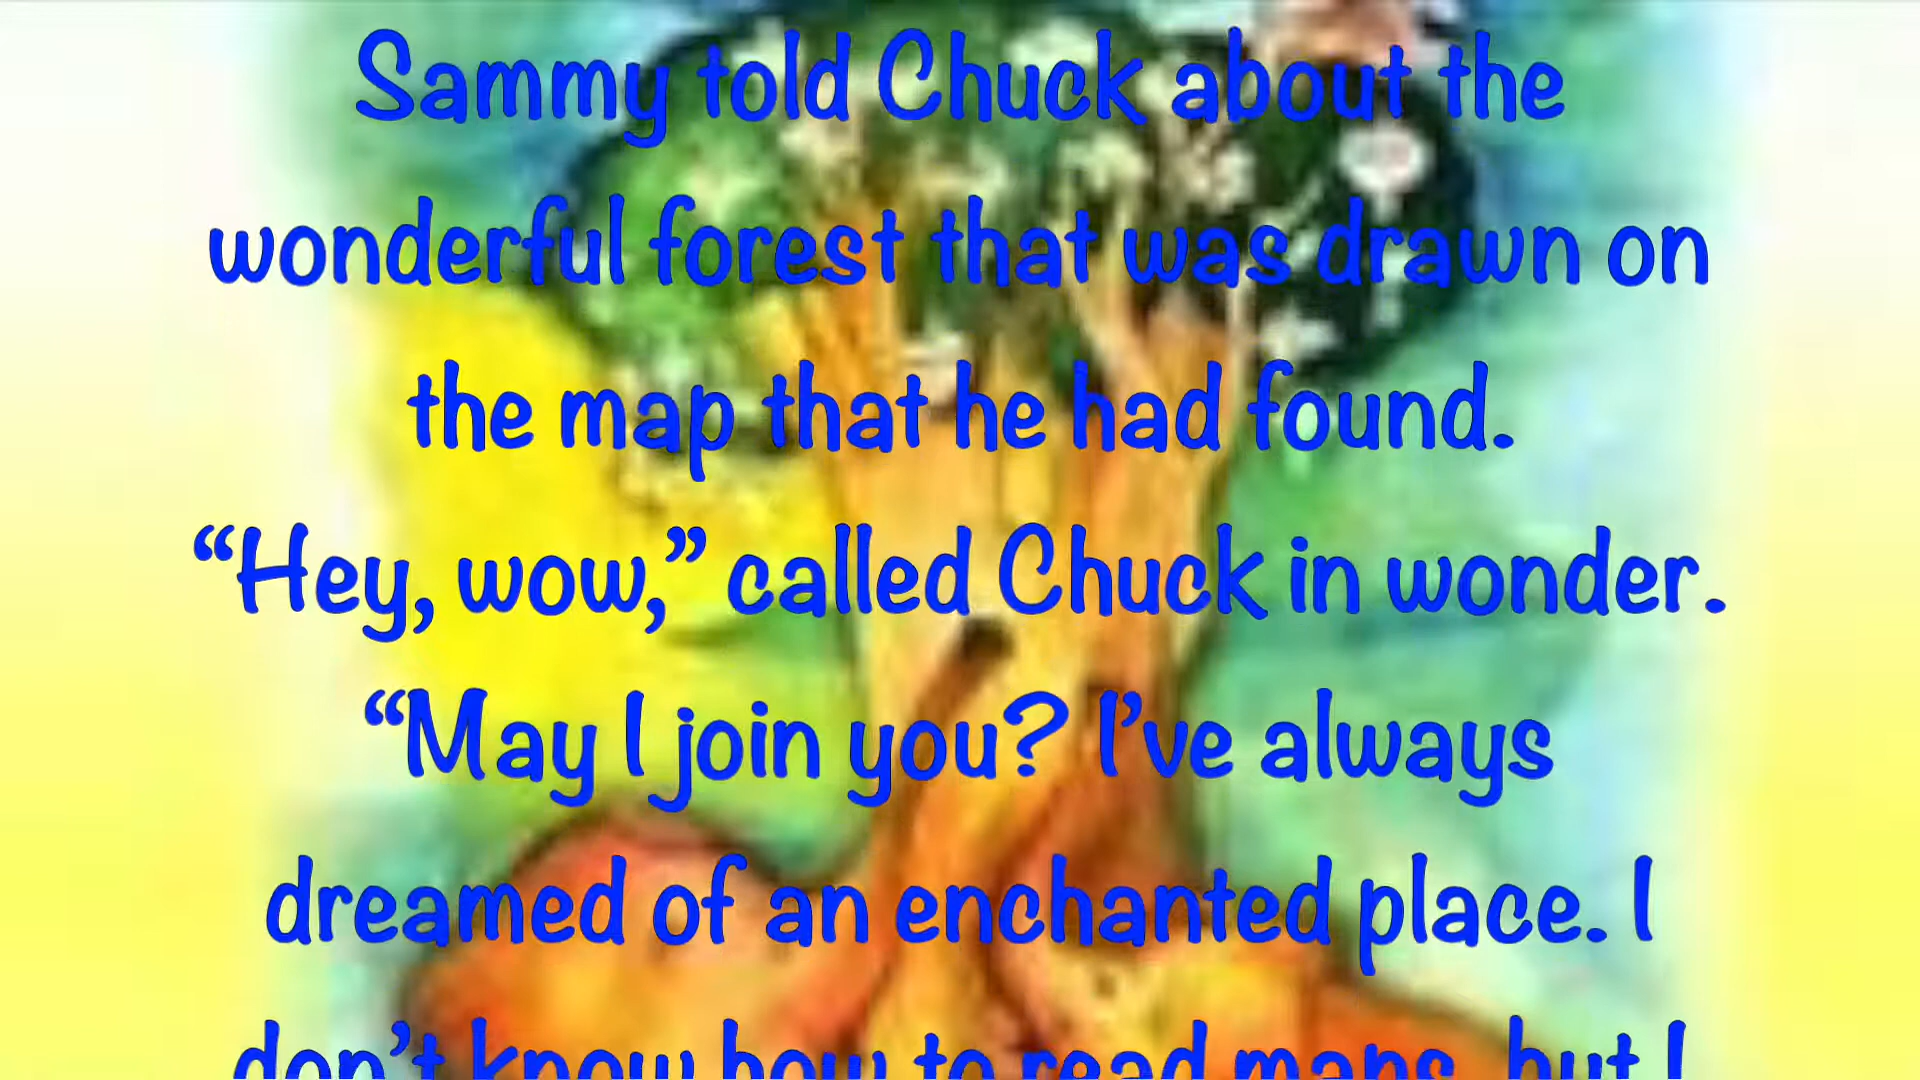 Sammy told Chuck about the
wonderful forest that was drawn on
the map that he had found.
“Hey, wow,” called Chuck in wonder.
“May I join you? I’ve always
dreamed of an enchanted place. I
don’t know how to read maps, but I